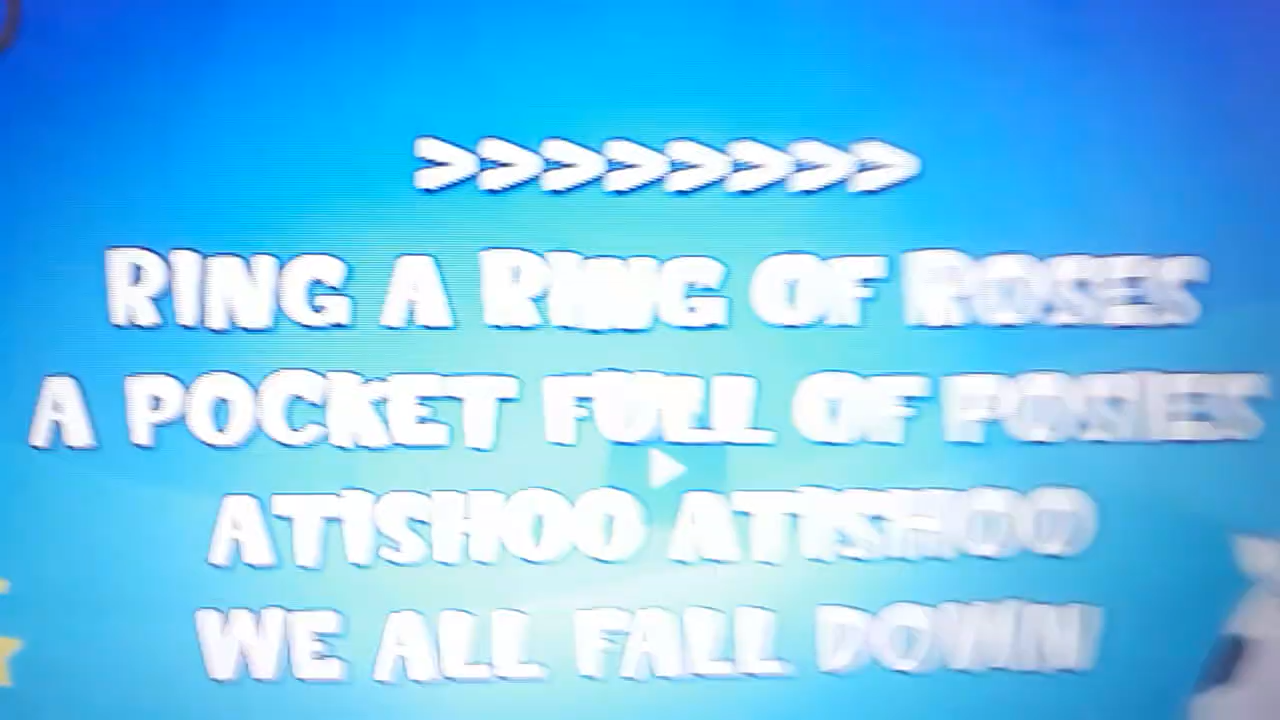 >>>>>>>>
RING A RING OF ROSES
A POCKET FULL OF POSIES
ATISHOO ATISHOO
WE ALL FALL DOWN